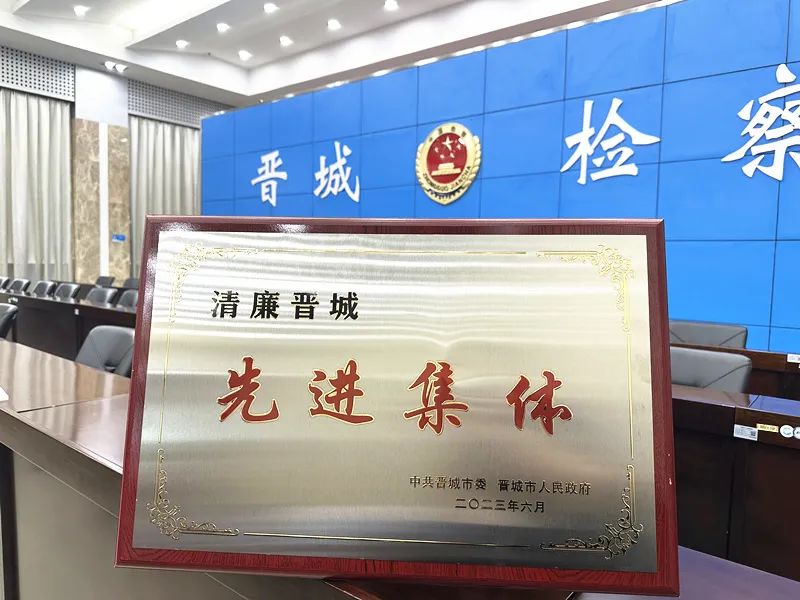 晋城 检察
清廉晋城
先进集体
中共晋城市委 晋城市人民政府
二〇二三年六月